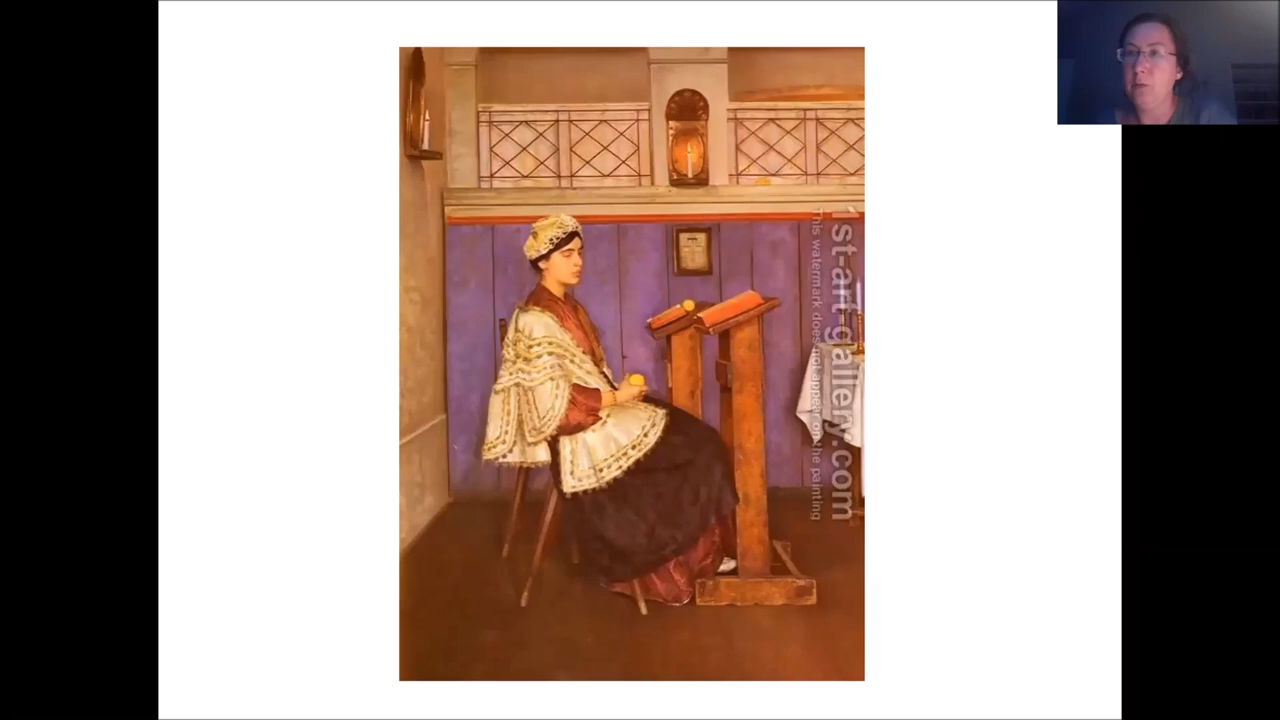 1st-art-gallery.com
This watermark does not appear on the painting